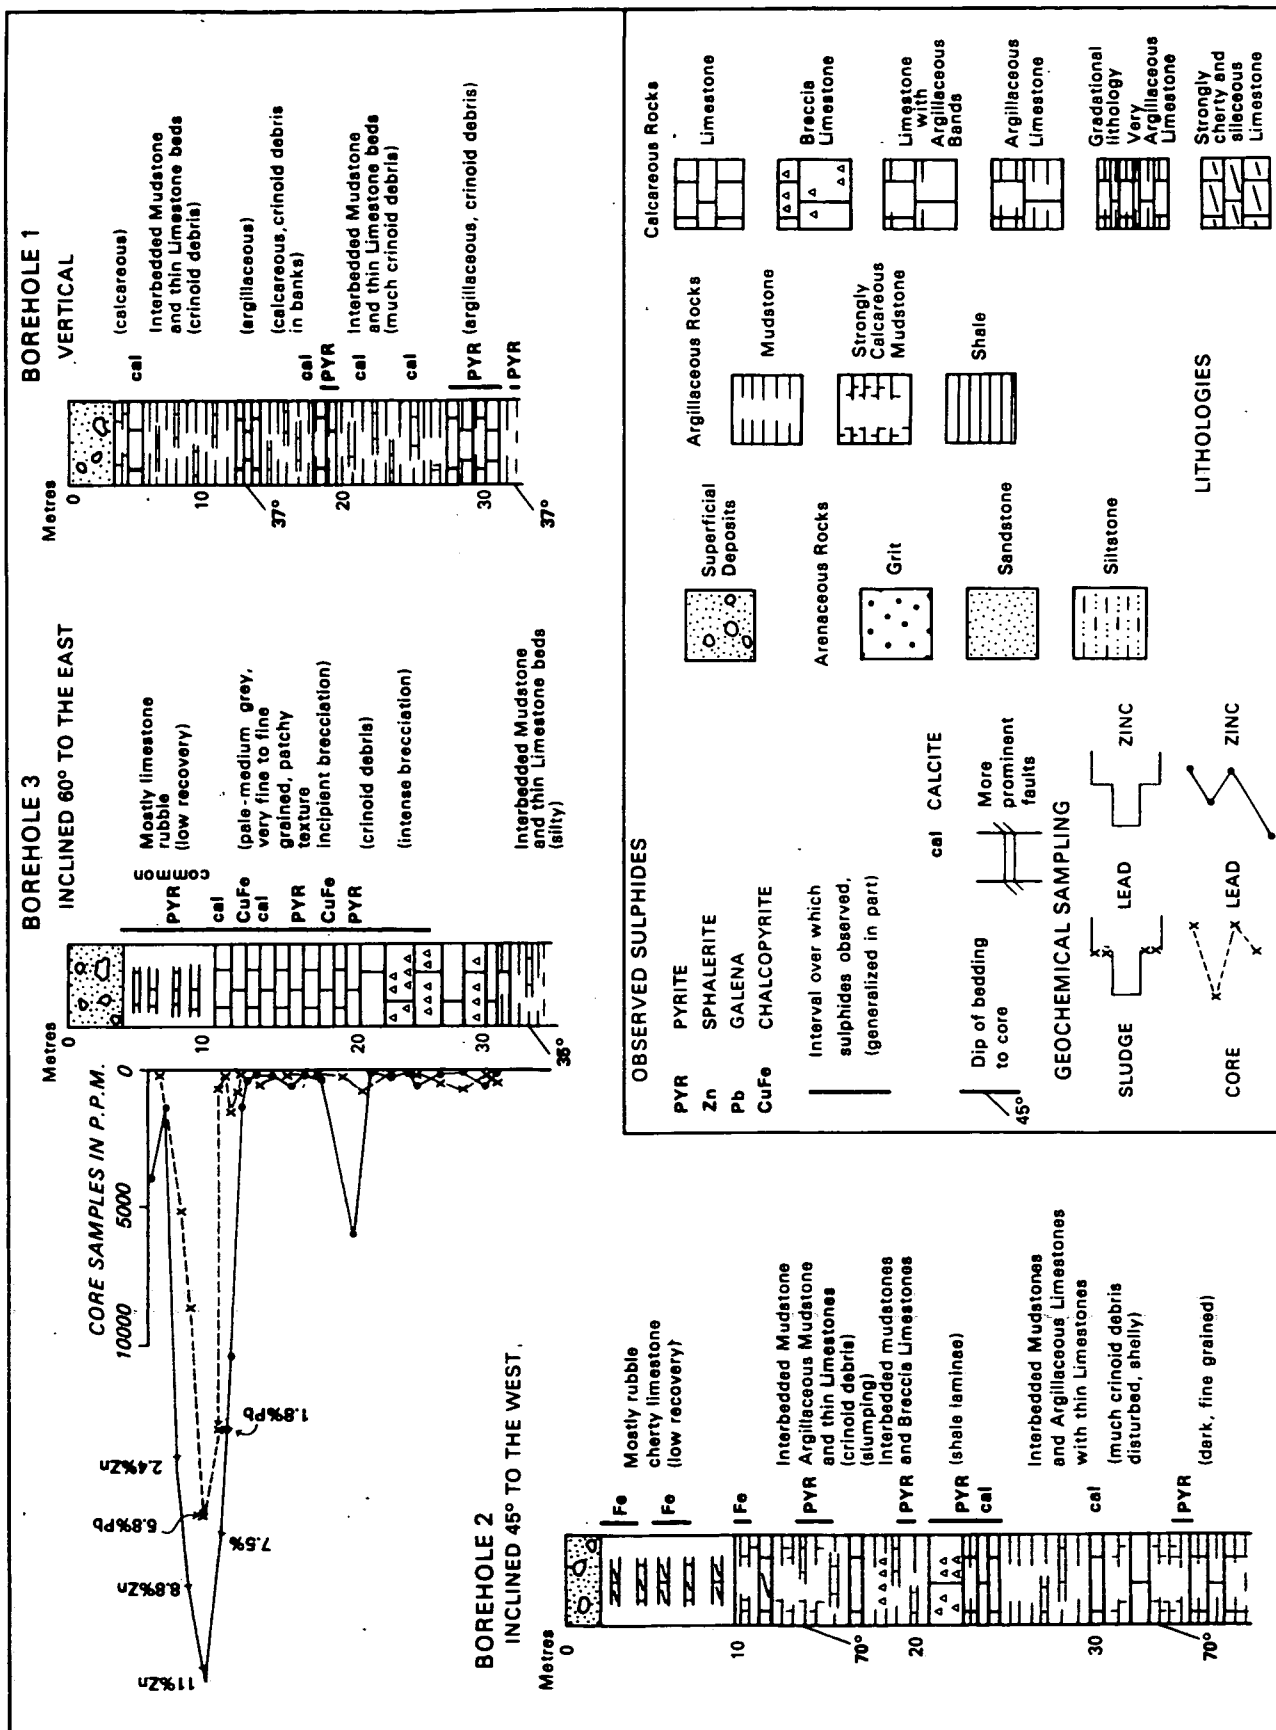 BOREHOLE 1
VERTICAL
Metres
0
10
20
30
37°
37°
cal
cal
PYR
cal
cal
PYR
PYR
(calcareous)
Interbedded Mudstone
and thin Limestone beds
(crinoid debris)
(argillaceous)
(calcareous, crinoid debris
in banks)
Interbedded Mudstone
and thin Limestone beds
(much crinoid debris)
(argillaceous, crinoid debris)
BOREHOLE 3
INCLINED 60° TO THE EAST
Metres
0
10
20
30
35°
common
PYR
cal
CuFe
cal
PYR
CuFe
PYR
Mostly limestone
rubble
(low recovery)
(pale-medium grey,
very fine to fine
grained, patchy
texture
incipient brecciation)
(crinoid debris)
(intense brecciation)
Interbedded Mudstone
and thin Limestone beds
(silty)
CORE SAMPLES IN P.P.M.
0
5000
10000
2.4%Zn
5.8%Pb
8.8%Zn
11%Zn
7.5%
1.8%Pb
BOREHOLE 2
INCLINED 45° TO THE WEST.
Metres
0
10
20
30
70°
70°
Fe
Fe
Fe
PYR
PYR
PYR
cal
cal
PYR
Mostly rubble
cherty limestone
(low recovery)
Interbedded Mudstone
Argillaceous Mudstone
and thin Limestones
(crinoid debris)
(slumping)
Interbedded mudstones
and Breccia Limestones
(shale laminae)
Interbedded Mudstones
and Argillaceous Limestones
with thin Limestones
(much crinoid debris
disturbed, shelly)
(dark, fine grained)
OBSERVED SULPHIDES
PYR PYRITE
Zn SPHALERITE
Pb GALENA
CuFe CHALCOPYRITE
Interval over which
sulphides observed,
(generalized in part)
cal CALCITE
45°
Dip of bedding
to core
More
prominent
faults
GEOCHEMICAL SAMPLING
SLUDGE LEAD ZINC
CORE LEAD ZINC
Superficial
Deposits
Arenaceous Rocks
Grit
Sandstone
Siltstone
Argillaceous Rocks
Mudstone
Strongly
Calcareous
Mudstone
Shale
Calcareous Rocks
Limestone
Breccia
Limestone
Limestone
with
Argillaceous
Bands
Argillaceous
Limestone
Gradational
lithology
Very
Argillaceous
Limestone
Strongly
cherty and
sileceous
Limestone
LITHOLOGIES